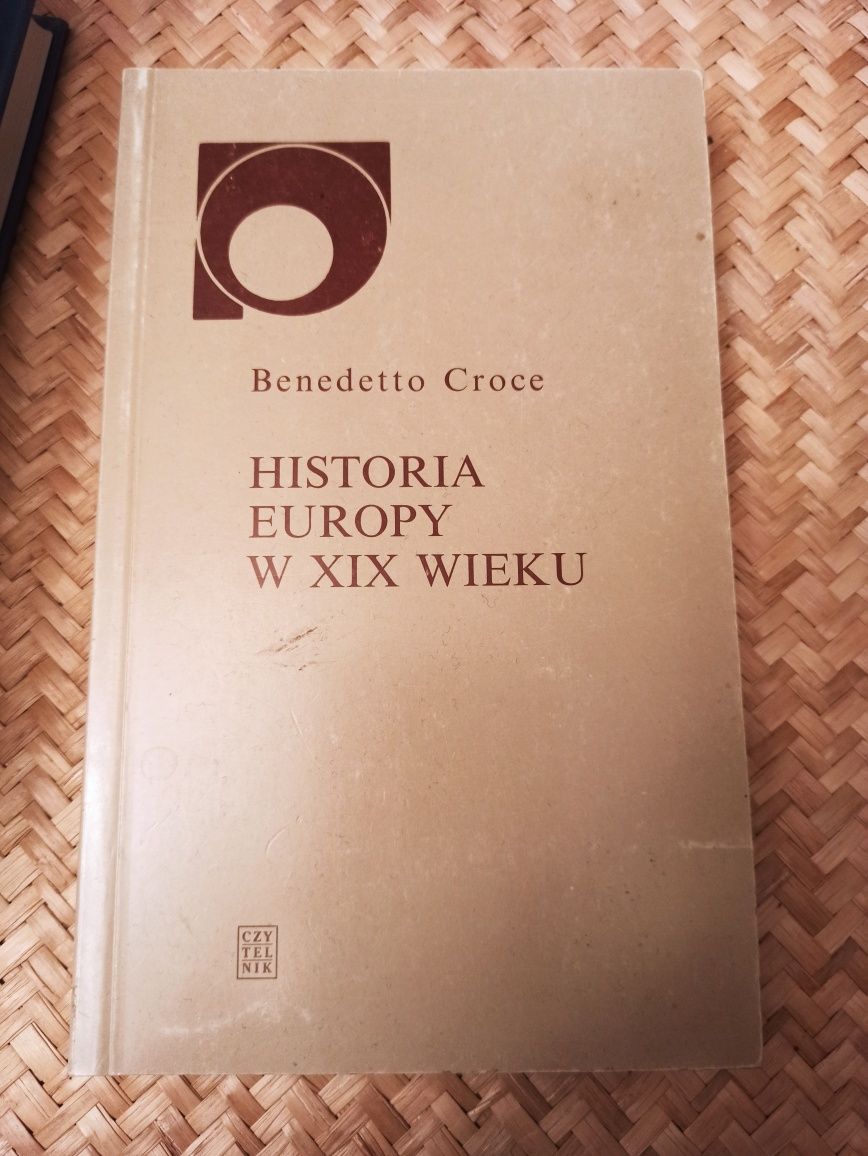 Benedetto Croce
HISTORIA
EUROPY
W XIX WIEKU
CZY
TEL
NIK